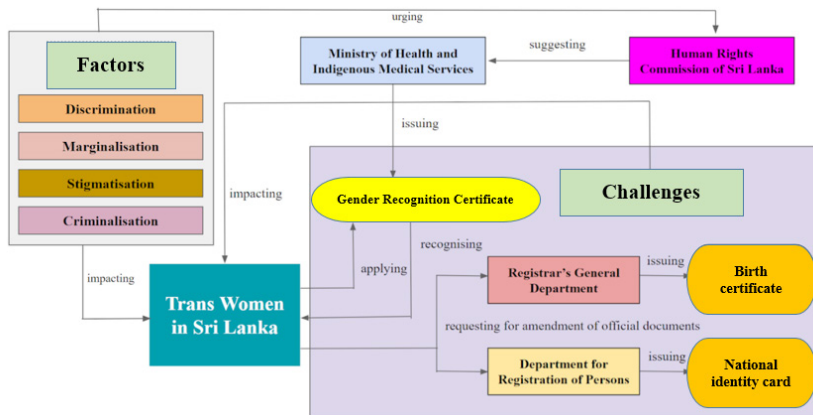 urging
Factors
Discrimination
Marginalisation
Stigmatisation
Criminalisation
Ministry of Health and
Indigenous Medical Services
suggesting
Human Rights
Commission of Sri Lanka
issuing
impacting
Gender Recognition Certificate
Challenges
impacting
applying
recognising
Trans Women
in Sri Lanka
Registrar's General
Department
issuing
Birth
certificate
requesting for amendment of official documents
Department for
Registration of Persons
issuing
National
identity card